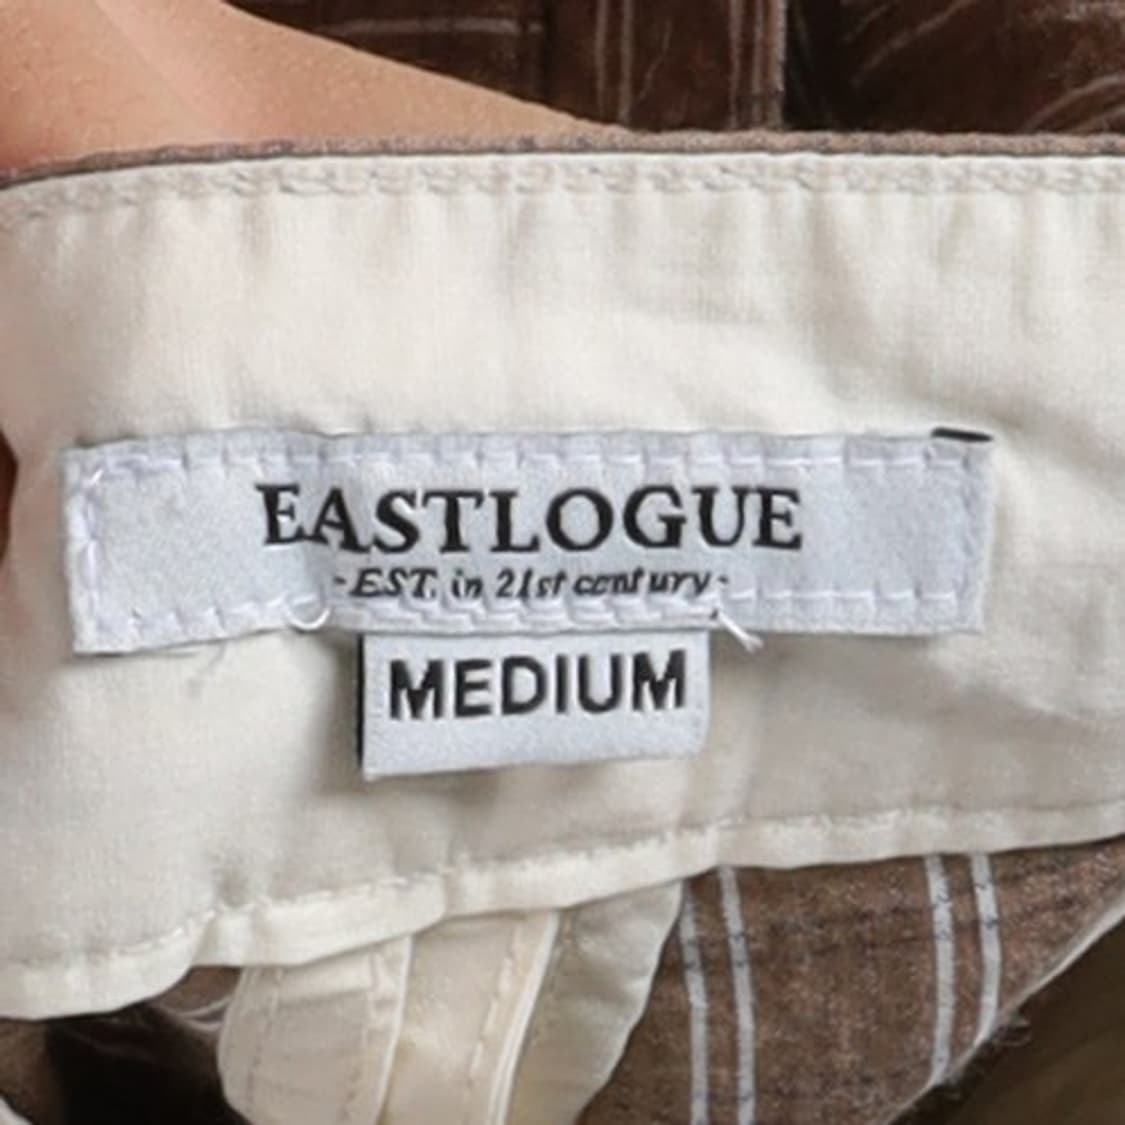 EASTLOGUE
-EST. in 21st century-
MEDIUM